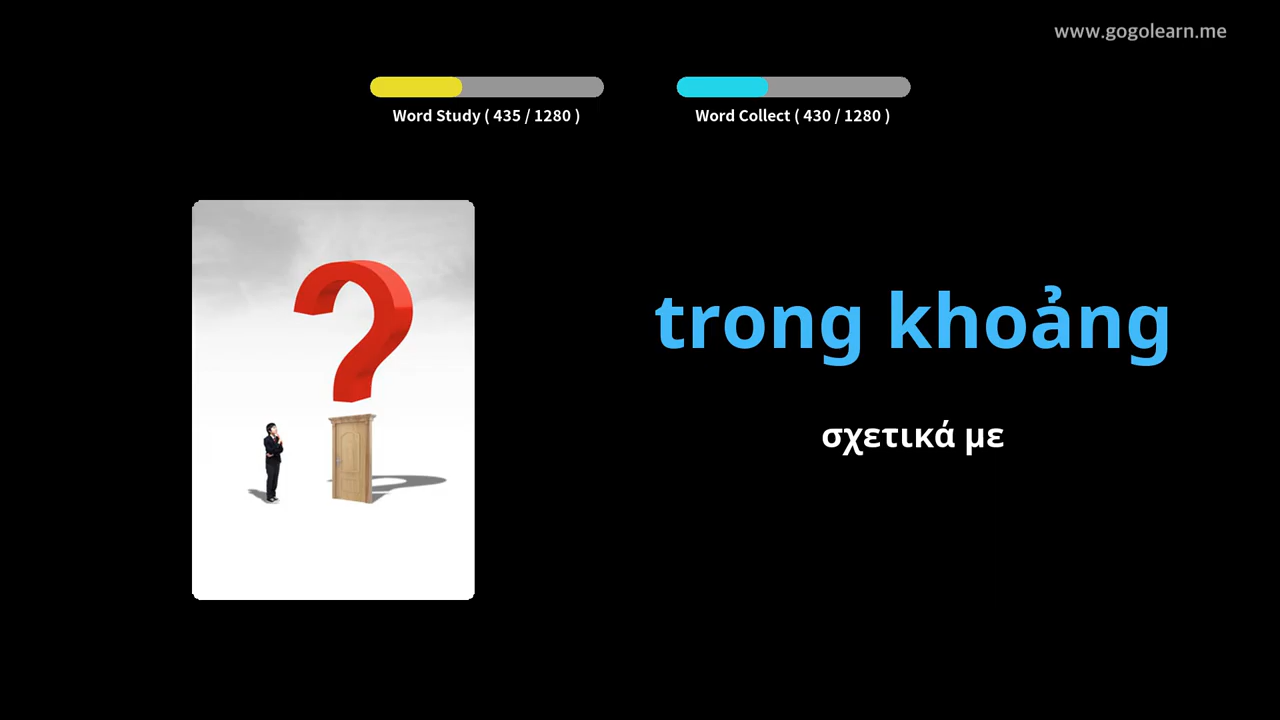 www.gogolearn.me
Word Study ( 435 / 1280 )
Word Collect ( 430 / 1280 )
trong khoảng
σχετικά με